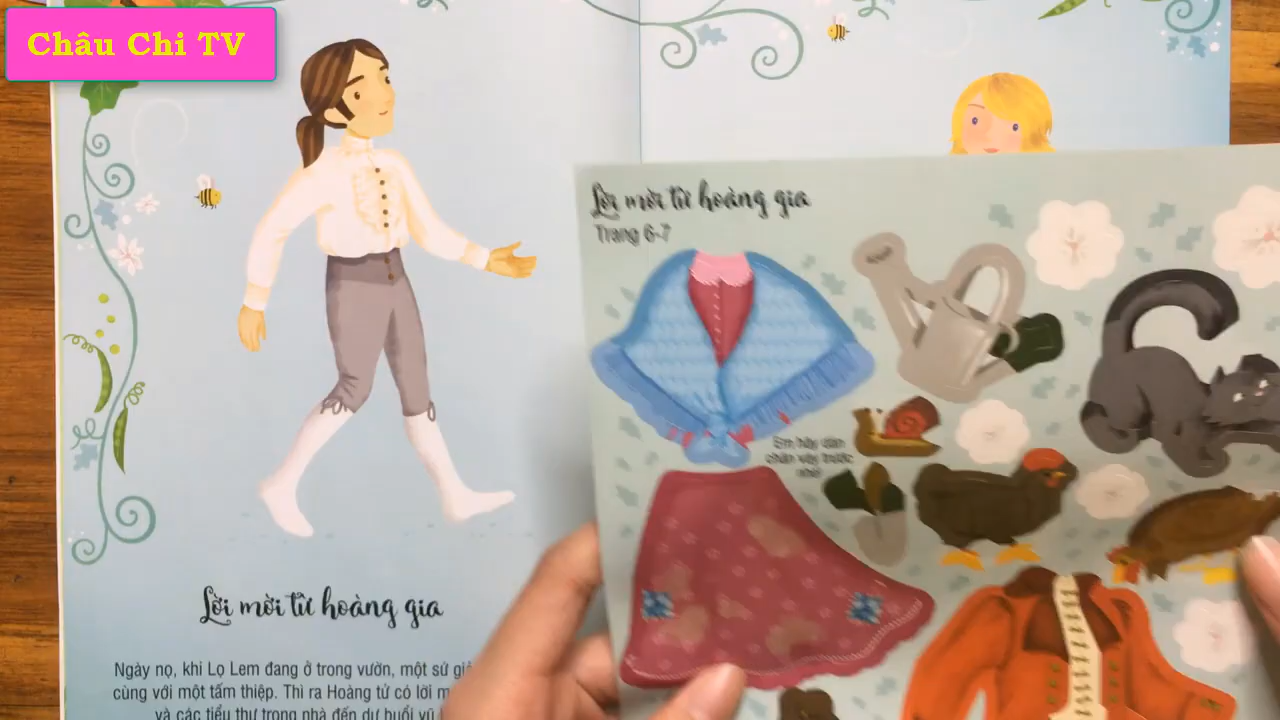 Châu Chi TV
Lời mời từ hoàng gia
Trang 6-7
Em hãy dán
chân váy trước
nhé!
Lời mời từ hoàng gia
Ngày nọ, khi Lọ Lem đang ở trong vườn, một sứ
cùng với một tấm thiệp. Thì ra Hoàng tử có lời
và các tiểu thư trong nhà đến dự buổi vũ